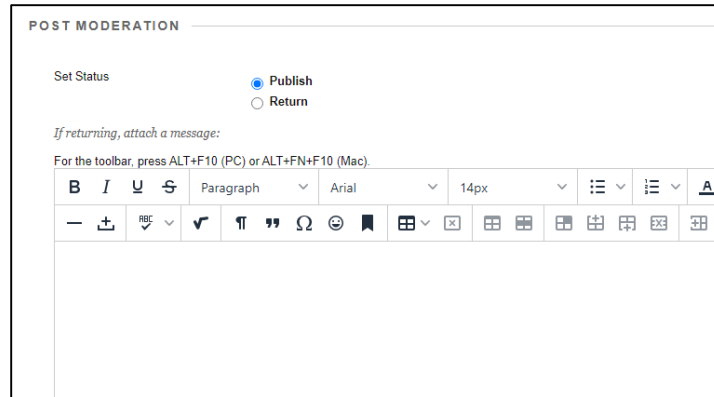 POST MODERATION
Set Status
Publish
Return
If returning, attach a message:
For the toolbar, press ALT+F10 (PC) or ALT+FN+F10 (Mac).
B I U S Paragraph Arial 14px A
ABC